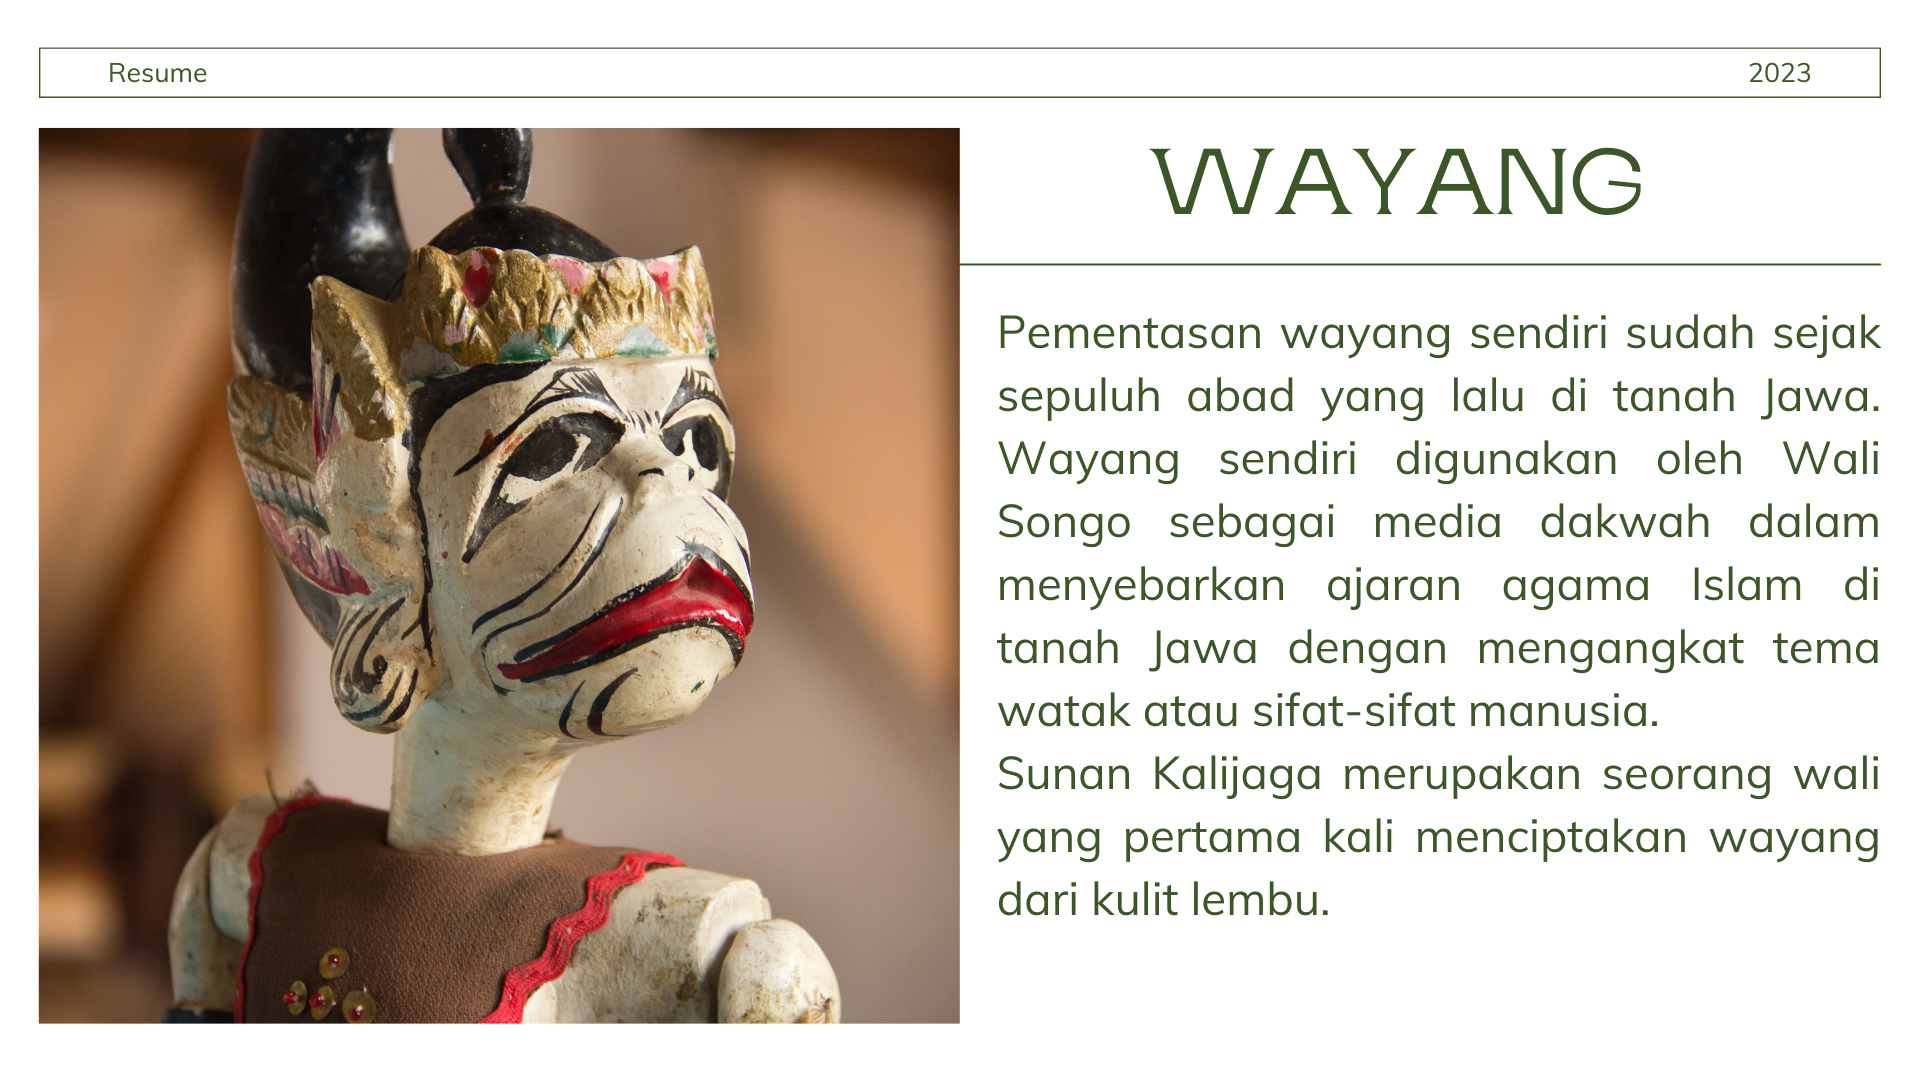 Resume
2023
WAYANG
Pementasan wayang sendiri sudah sejak
sepuluh abad yang lalu di tanah Jawa.
Wayang sendiri digunakan oleh Wali
Songo sebagai media dakwah dalam
menyebarkan ajaran agama Islam di
tanah Jawa dengan mengangkat tema
watak atau sifat-sifat manusia.
Sunan Kalijaga merupakan seorang wali
yang pertama kali menciptakan wayang
dari kulit lembu.